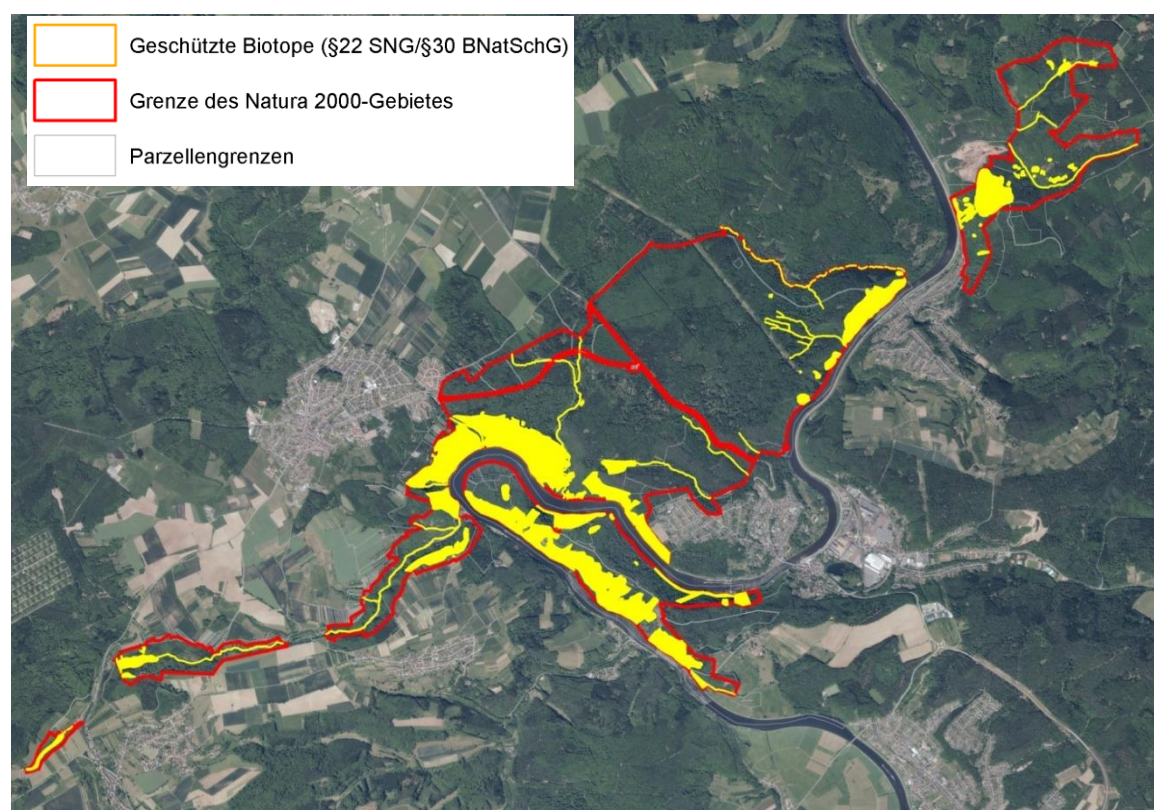 Geschützte Biotope (§22 SNG/§30 BNatSchG)
Grenze des Natura 2000-Gebietes
Parzellengrenzen